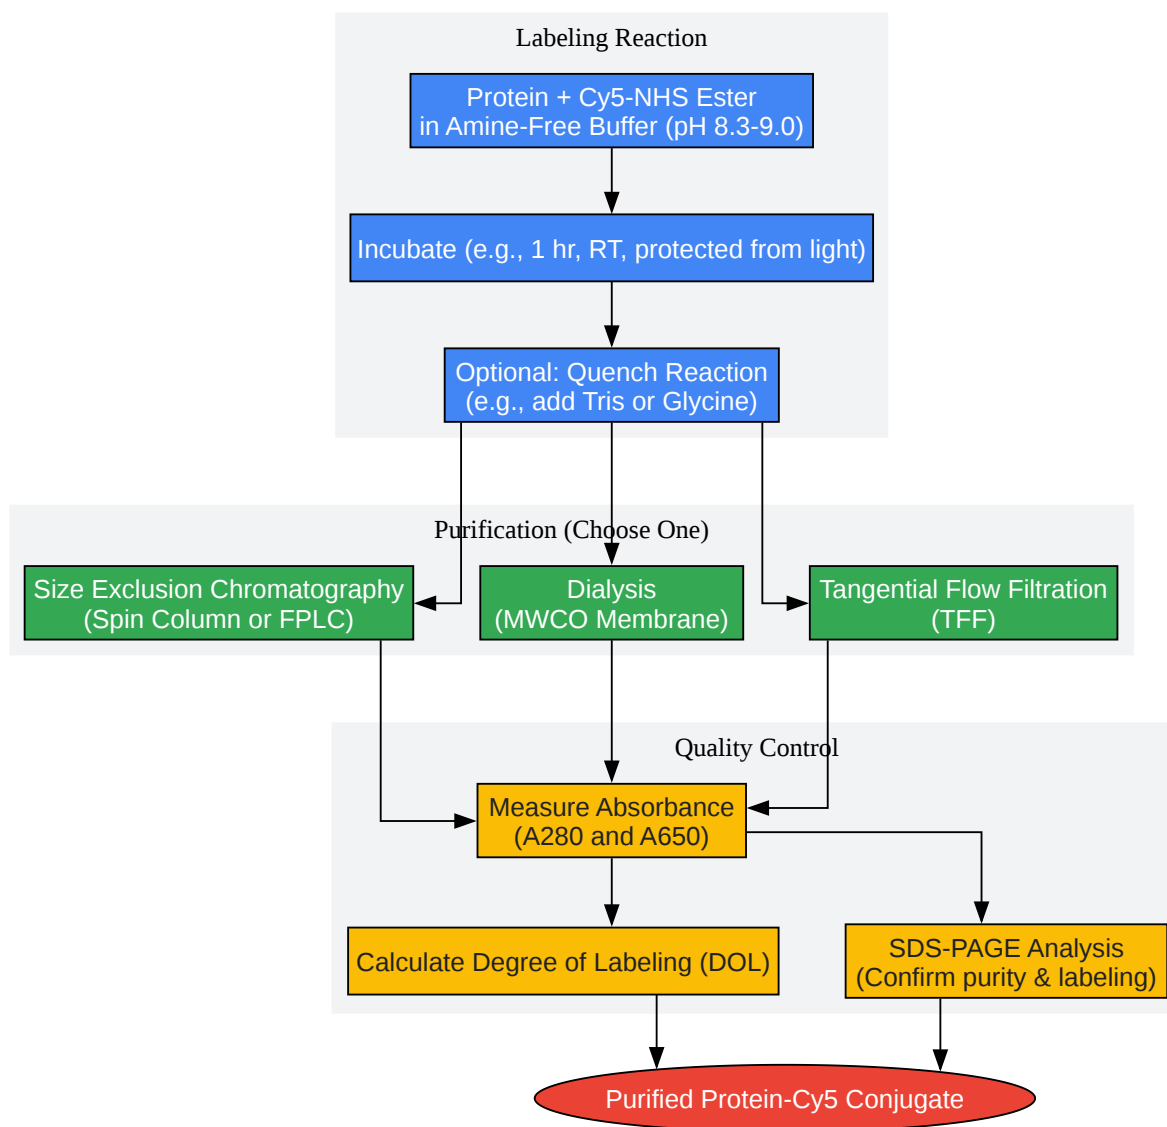 Labeling Reaction
Protein + Cy5-NHS Ester
in Amine-Free Buffer (pH 8.3-9.0)
Incubate (e.g., 1 hr, RT, protected from light)
Optional: Quench Reaction
(e.g., add Tris or Glycine)
Purification (Choose One)
Size Exclusion Chromatography
(Spin Column or FPLC)
Dialysis
(MWCO Membrane)
Tangential Flow Filtration
(TFF)
Quality Control
Measure Absorbance
(A280 and A650)
Calculate Degree of Labeling (DOL)
SDS-PAGE Analysis
(Confirm purity & labeling)
Purified Protein-Cy5 Conjugate